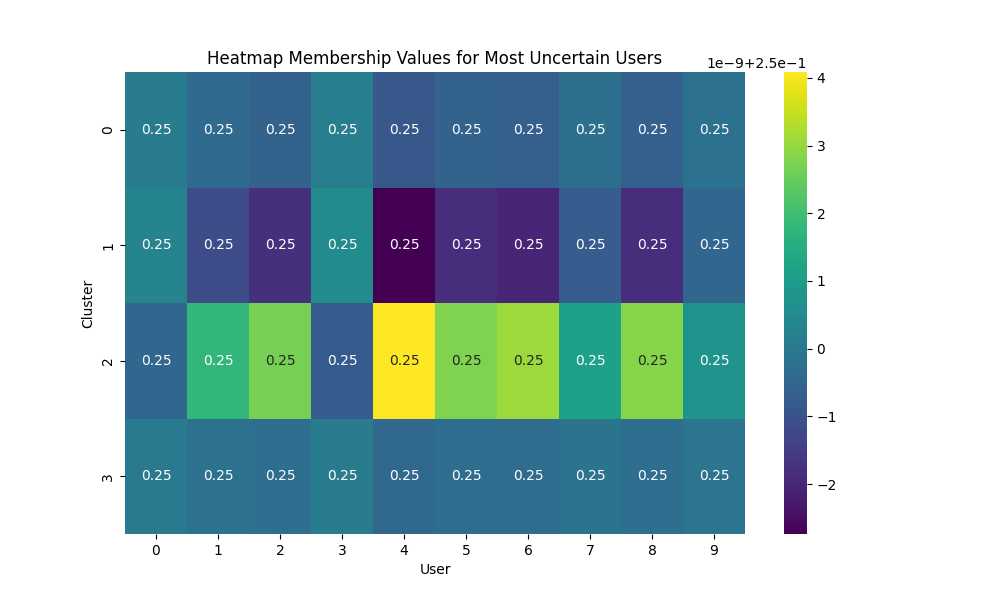 Heatmap Membership Values for Most Uncertain Users
1e−9+2.5e−1
0 0.25 0.25 0.25 0.25 0.25 0.25 0.25 0.25 0.25 0.25
1 0.25 0.25 0.25 0.25 0.25 0.25 0.25 0.25 0.25 0.25
2 0.25 0.25 0.25 0.25 0.25 0.25 0.25 0.25 0.25 0.25
3 0.25 0.25 0.25 0.25 0.25 0.25 0.25 0.25 0.25 0.25
Cluster
0 1 2 3 4 5 6 7 8 9
User
4
3
2
1
0
−1
−2